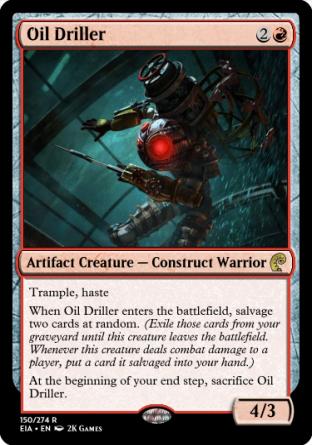 Oil Driller 2
Artifact Creature — Construct Warrior
Trample, haste
When Oil Driller enters the battlefield, salvage
two cards at random. (Exile those cards from your
graveyard until this creature leaves the battlefield.
Whenever this creature deals combat damage to a
player, put a card it salvaged into your hand.)
At the beginning of your end step, sacrifice Oil
Driller.
4/3
150/274 R
EIA • EN 2K Games